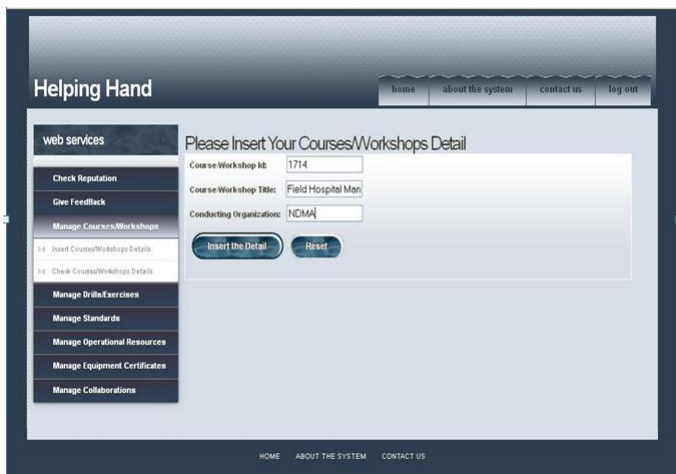 Helping Hand
home about the system contact us log out
web services
Check Reputation
Give FeedBack
Manage Courses/Workshops
Insert Courses/Workshops Details
Check Courses/Workshops Details
Manage Drills/Exercises
Manage Standards
Manage Operational Resources
Manage Equipment Certificates
Manage Collaborations
Please Insert Your Courses/Workshops Detail
Course/Workshop Id: 1714
Course/Workshop Title: Field Hospital Man
Conducting Organization: NDMA
Insert the Detail Reset
HOME ABOUT THE SYSTEM CONTACT US